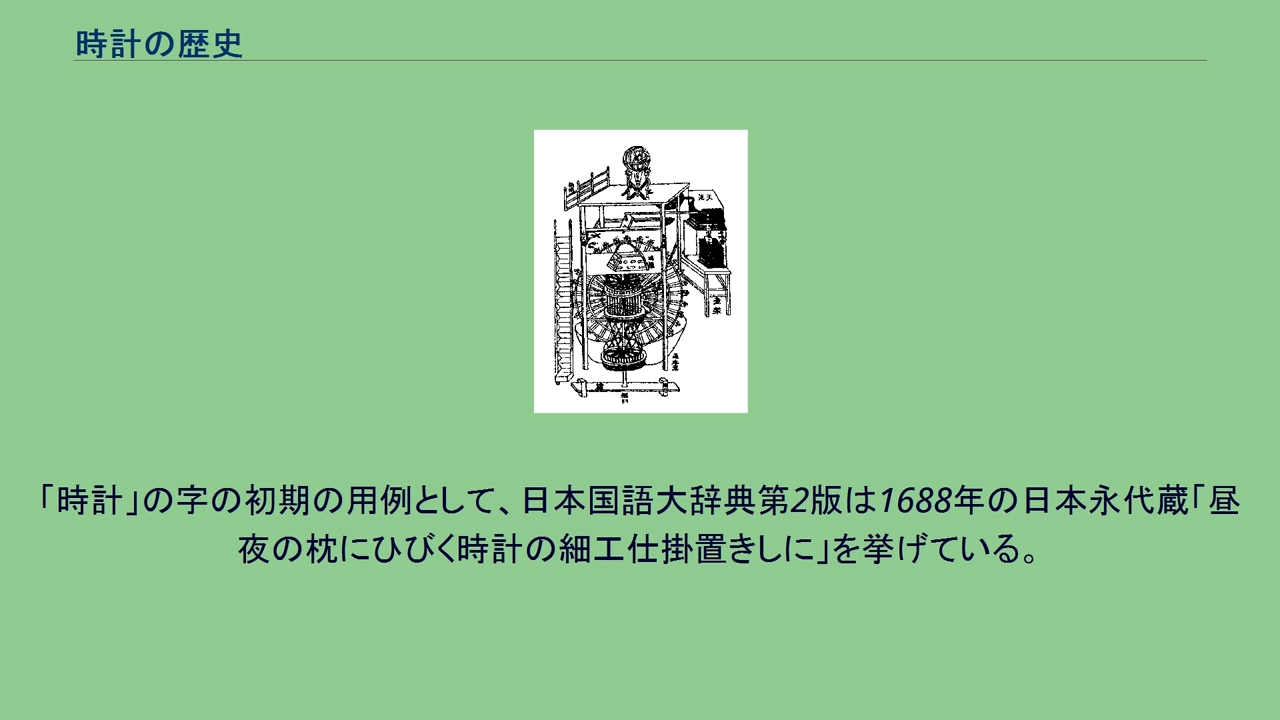 時計の歴史
「時計」の字の初期の用例として、日本国語大辞典第2版は1688年の日本永代蔵「昼
夜の枕にひびく時計の細工仕掛置きしに」を挙げている。